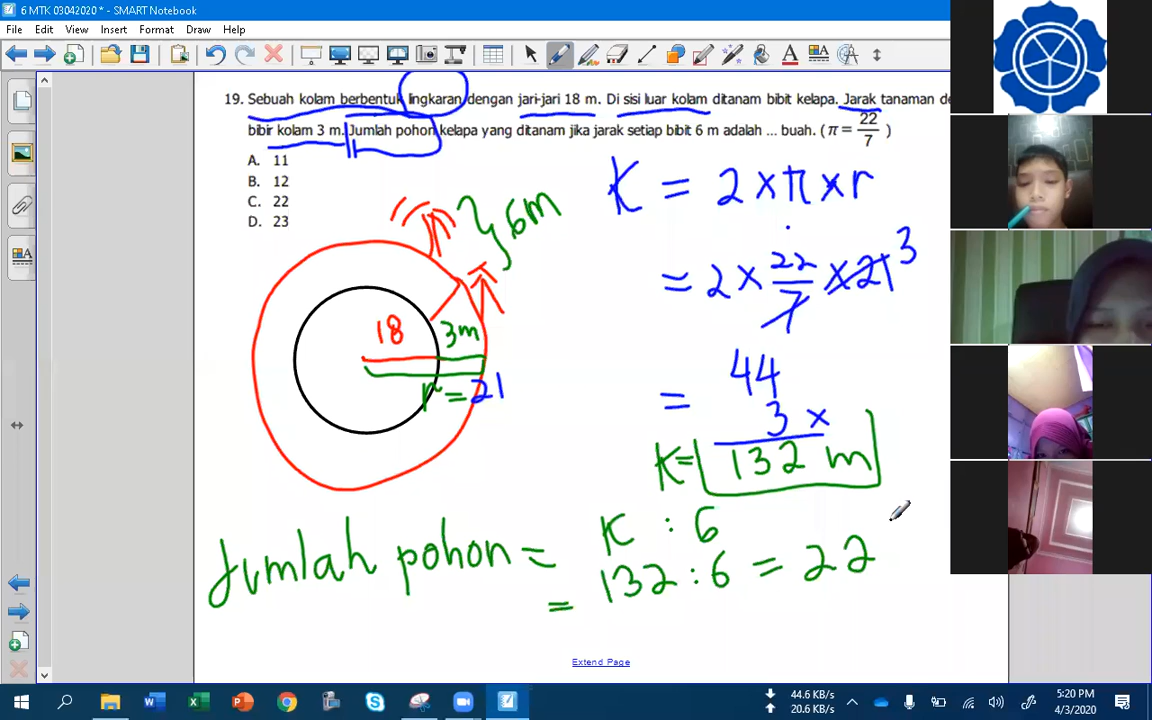 6 MTK 03042020 * - SMART Notebook
File Edit View Insert Format Draw Help
19. Sebuah kolam berbentuk lingkaran dengan jari-jari 18 m. Di sisi luar kolam ditanam bibit kelapa. Jarak tanaman de
bibir kolam 3 m. Jumlah pohon kelapa yang ditanam jika jarak setiap bibit 6 m adalah ... buah. ( π = 22/7 )
A. 11
B. 12
C. 22
D. 23
6m
18
3m
r = 21
K = 2 x π x r
= 2 x 22/7 x 21 3
= 44
3 x
K= 132 m
Jumlah pohon = K : 6
= 132 : 6 = 22
Extend Page
44.6 KB/s
20.6 KB/s
5:20 PM
4/3/2020